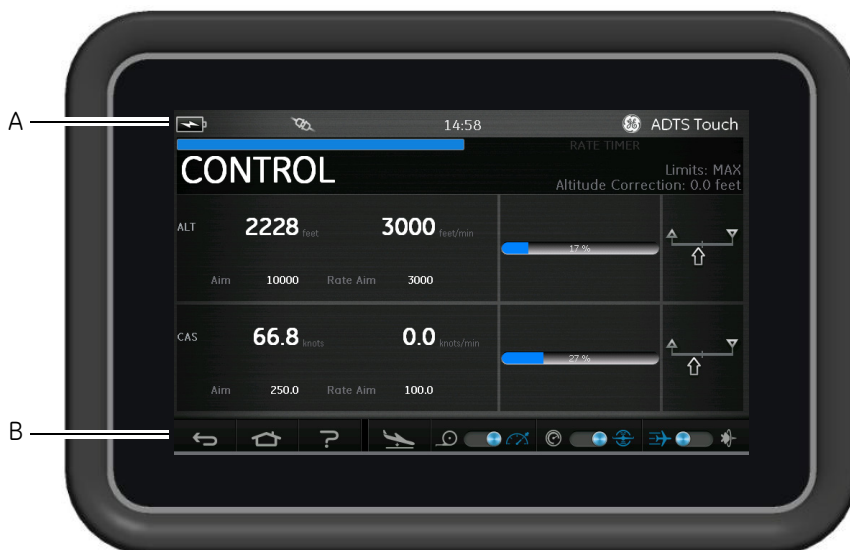 A
14:58
ADTS Touch
RATE TIMER
CONTROL
Limits: MAX
Altitude Correction: 0.0 feet
ALT 2228 feet 3000 feet/min
17 %
Aim 10000 Rate Aim 3000
CAS 66.8 knots 0.0 knots/min
27 %
Aim 250.0 Rate Aim 100.0
B
?